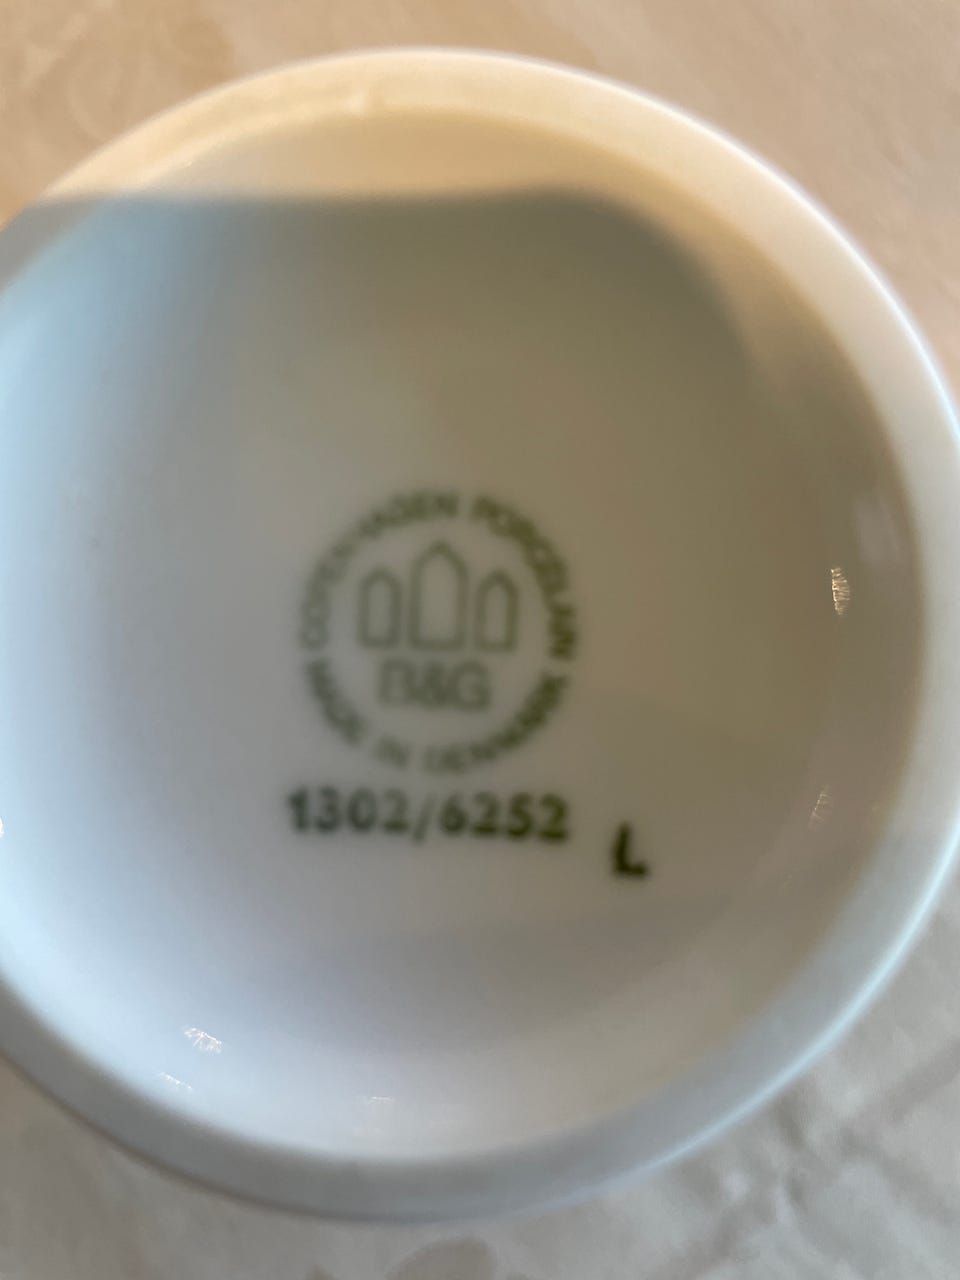 COPENHAGEN PORCELAIN
B&G
MADE IN DENMARK
1302/6252
L